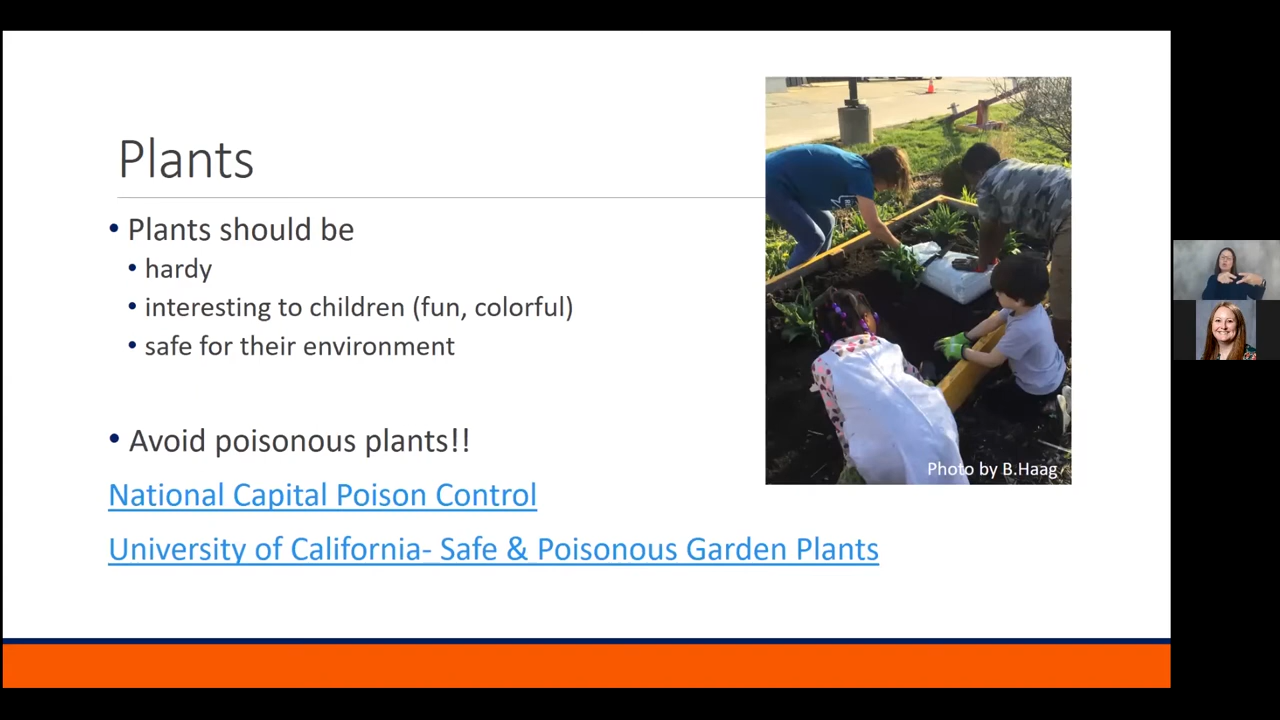 Plants
• Plants should be
• hardy
• interesting to children (fun, colorful)
• safe for their environment
• Avoid poisonous plants!!
National Capital Poison Control
University of California- Safe & Poisonous Garden Plants
Photo by B.Haag